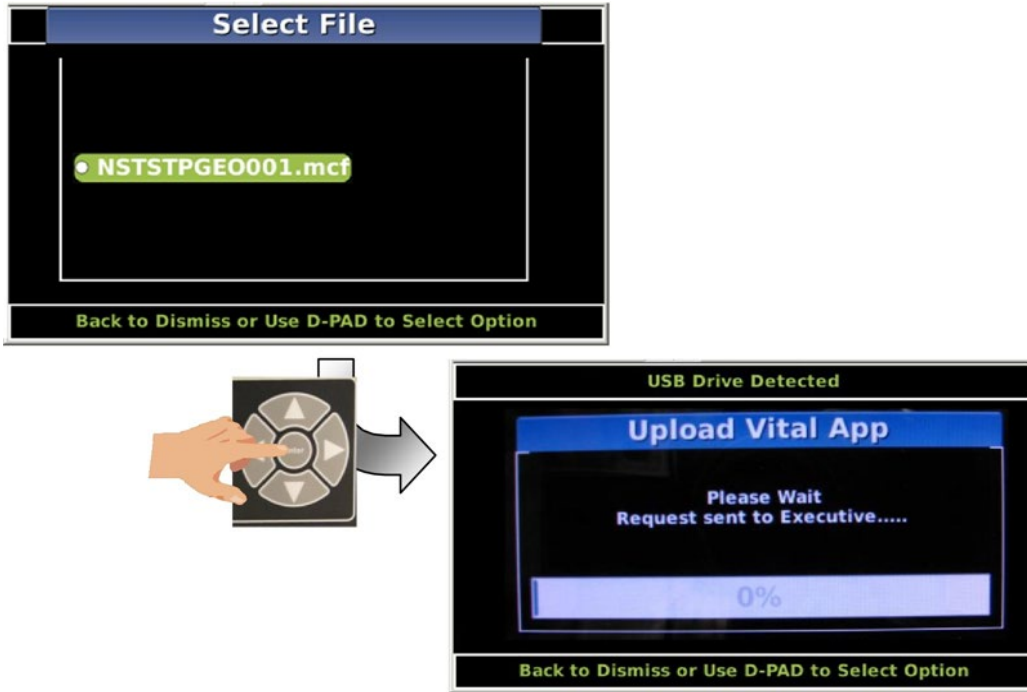 Select File
NSTSTPGEO001.mcf
Back to Dismiss or Use D-PAD to Select Option
Enter
USB Drive Detected
Upload Vital App
Please Wait
Request sent to Executive.....
0%
Back to Dismiss or Use D-PAD to Select Option